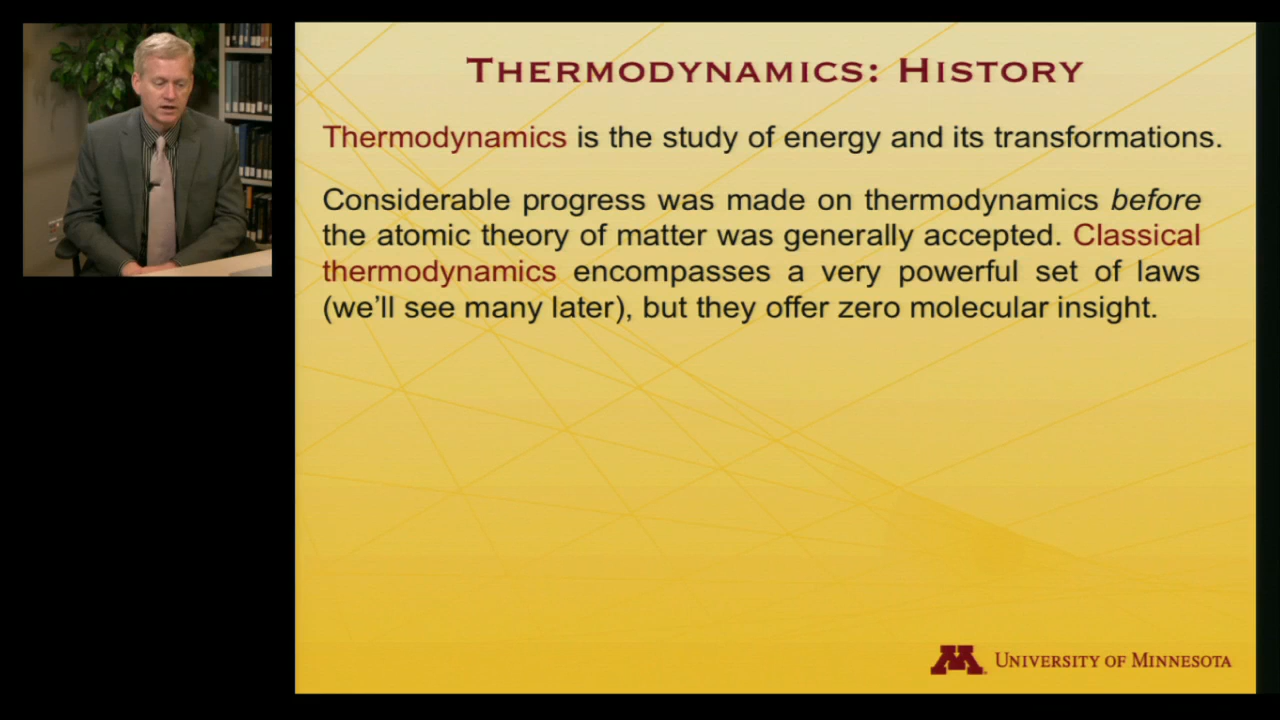 THERMODYNAMICS: HISTORY
Thermodynamics is the study of energy and its transformations.
Considerable progress was made on thermodynamics before
the atomic theory of matter was generally accepted. Classical
thermodynamics encompasses a very powerful set of laws
(we'll see many later), but they offer zero molecular insight.
UNIVERSITY OF MINNESOTA